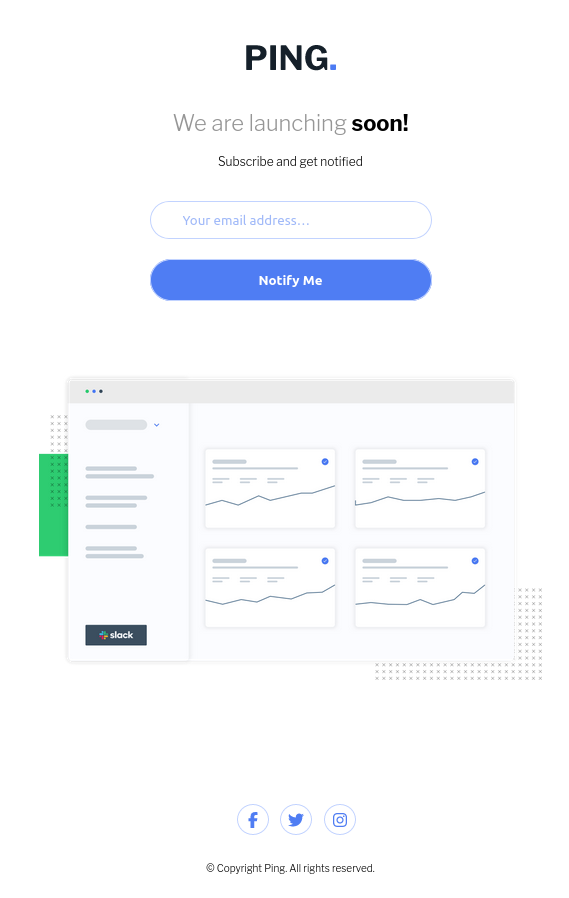 PING.
We are launching soon!
Subscribe and get notified
Your email address...
Notify Me
slack
© Copyright Ping. All rights reserved.